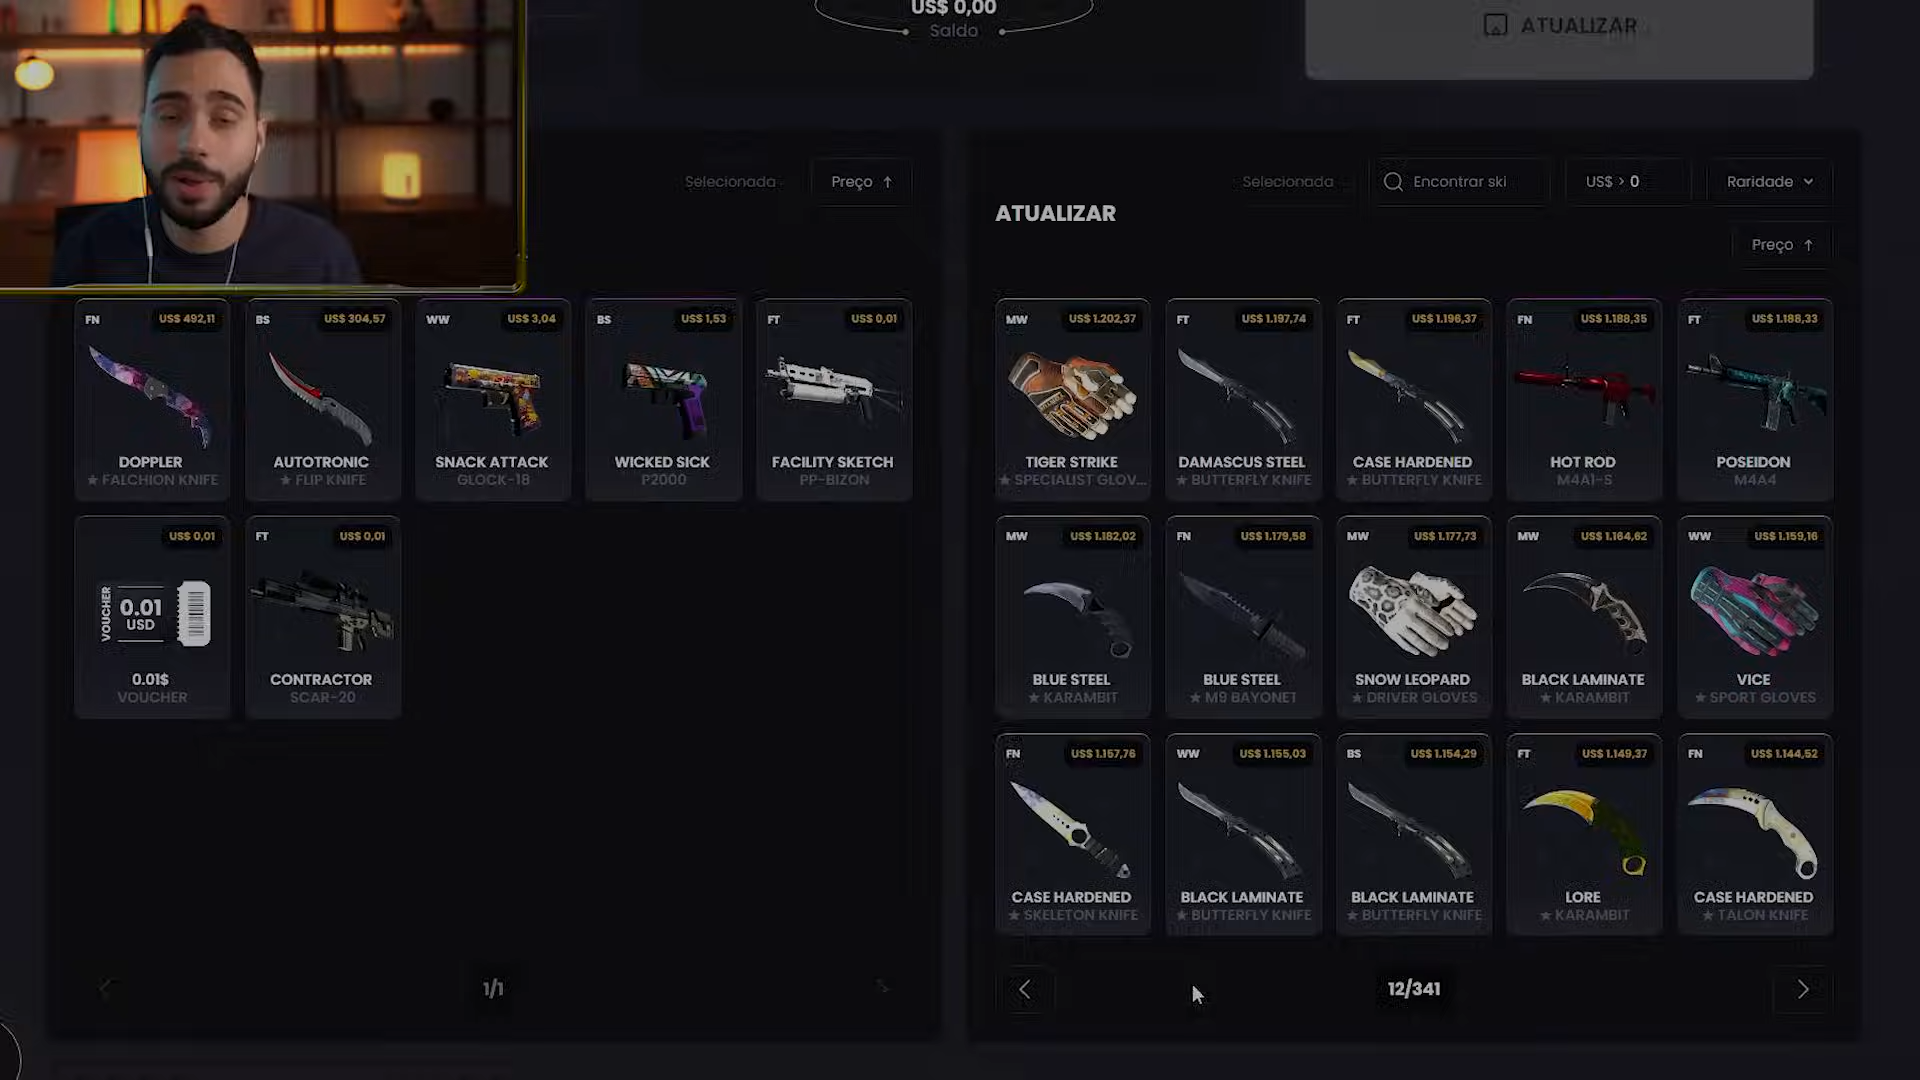 US$ 0,00
Saldo
ATUALIZAR
Selecionada
Preço ↑
Selecionada
Encontrar ski
US$ > 0
Raridade
ATUALIZAR
Preço ↑
FN US$ 492,11
BS US$ 304,57
WW US$ 3,04
BS US$ 1,53
FT US$ 0,01
DOPPLER
★ FALCHION KNIFE
AUTOTRONIC
★ FLIP KNIFE
SNACK ATTACK
GLOCK-18
WICKED SICK
P2000
FACILITY SKETCH
PP-BIZON
US$ 0,01
VOUCHER
0.01
USD
0.01$
VOUCHER
FT US$ 0,01
CONTRACTOR
SCAR-20
1/1
MW US$ 1.202,37
TIGER STRIKE
★ SPECIALIST GLOV...
FT US$ 1.197,74
DAMASCUS STEEL
★ BUTTERFLY KNIFE
FT US$ 1.196,37
CASE HARDENED
★ BUTTERFLY KNIFE
FN US$ 1.188,35
HOT ROD
M4A1-S
FT US$ 1.188,33
POSEIDON
M4A4
MW US$ 1.182,02
BLUE STEEL
★ KARAMBIT
FN US$ 1.179,58
BLUE STEEL
★ M9 BAYONET
MW US$ 1.177,73
SNOW LEOPARD
★ DRIVER GLOVES
MW US$ 1.164,62
BLACK LAMINATE
★ KARAMBIT
WW US$ 1.159,16
VICE
★ SPORT GLOVES
FN US$ 1.157,76
CASE HARDENED
★ SKELETON KNIFE
WW US$ 1.155,03
BLACK LAMINATE
★ BUTTERFLY KNIFE
BS US$ 1.154,29
BLACK LAMINATE
★ BUTTERFLY KNIFE
FT US$ 1.149,37
LORE
★ KARAMBIT
FN US$ 1.144,52
CASE HARDENED
★ TALON KNIFE
12/341